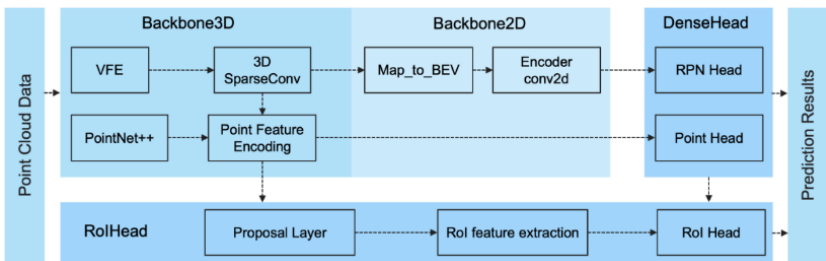 Backbone3D
Backbone2D
DenseHead
Point Cloud Data
VFE
3D
SparseConv
Map_to_BEV
Encoder
conv2d
RPN Head
PointNet++
Point Feature
Encoding
Point Head
RoIHead
Proposal Layer
RoI feature extraction
RoI Head
Prediction Results